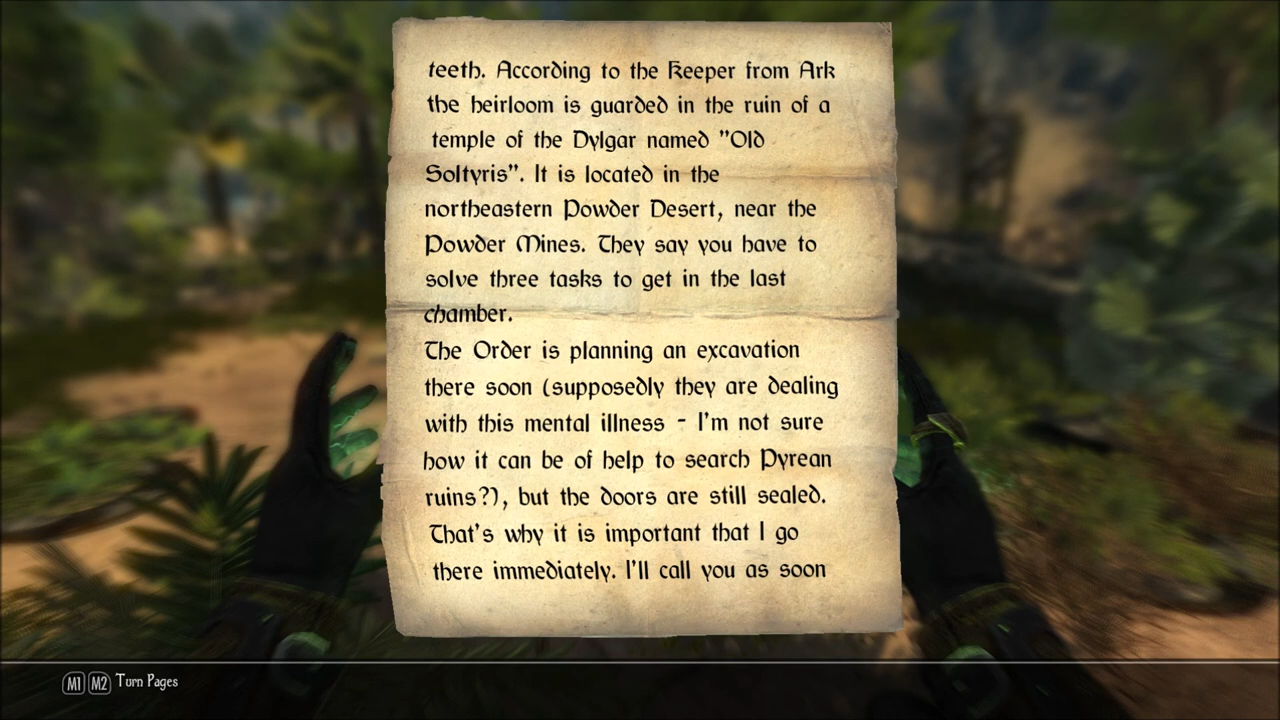 teeth. According to the Keeper from Ark
the heirloom is guarded in the ruin of a
temple of the Dylgar named "Old
Soltyris". It is located in the
northeastern Powder Desert, near the
Powder Mines. They say you have to
solve three tasks to get in the last
chamber.
The Order is planning an excavation
there soon (supposedly they are dealing
with this mental illness - I'm not sure
how it can be of help to search Pyrean
ruins?), but the doors are still sealed.
That's why it is important that I go
there immediately. I'll call you as soon
M1 M2 Turn Pages